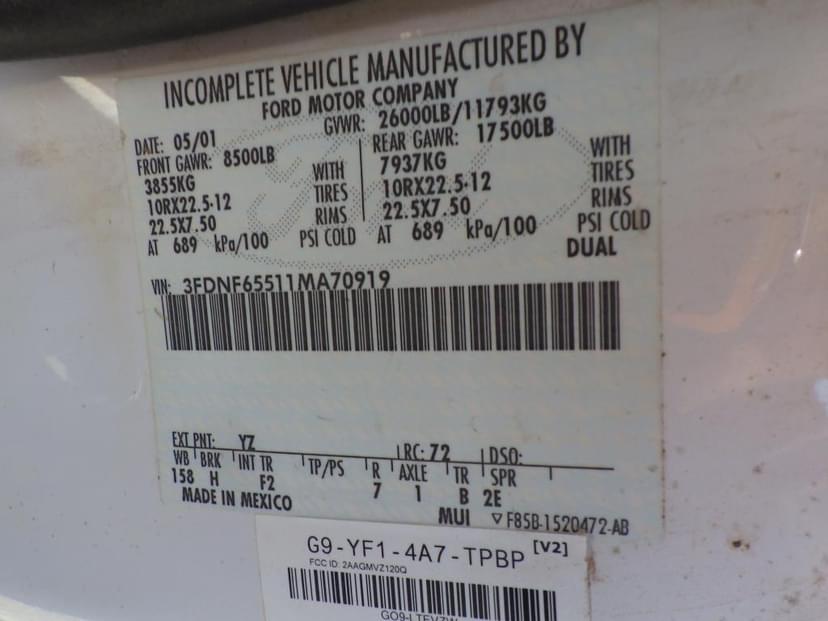 INCOMPLETE VEHICLE MANUFACTURED BY
FORD MOTOR COMPANY
DATE: 05/01 GVWR: 26000LB/11793KG
FRONT GAWR: 8500LB REAR GAWR: 17500LB
3855KG WITH 7937KG WITH
10RX22.5-12 TIRES 10RX22.5-12 TIRES
22.5X7.50 RIMS 22.5X7.50 RIMS
AT 689 kPa/100 PSI COLD AT 689 kPa/100 PSI COLD
DUAL
VIN: 3FDNF65511MA70919
EXT PNT: YZ RC: 72 DSO:
WB BRK INT TR TP/PS R AXLE TR SPR
158 H F2 7 1 B 2E
MADE IN MEXICO
MUI ▽ F85B-1520472-AB
G9-YF1-4A7-TPBP [V2]
FCC ID: 2AAGMVZ120Q